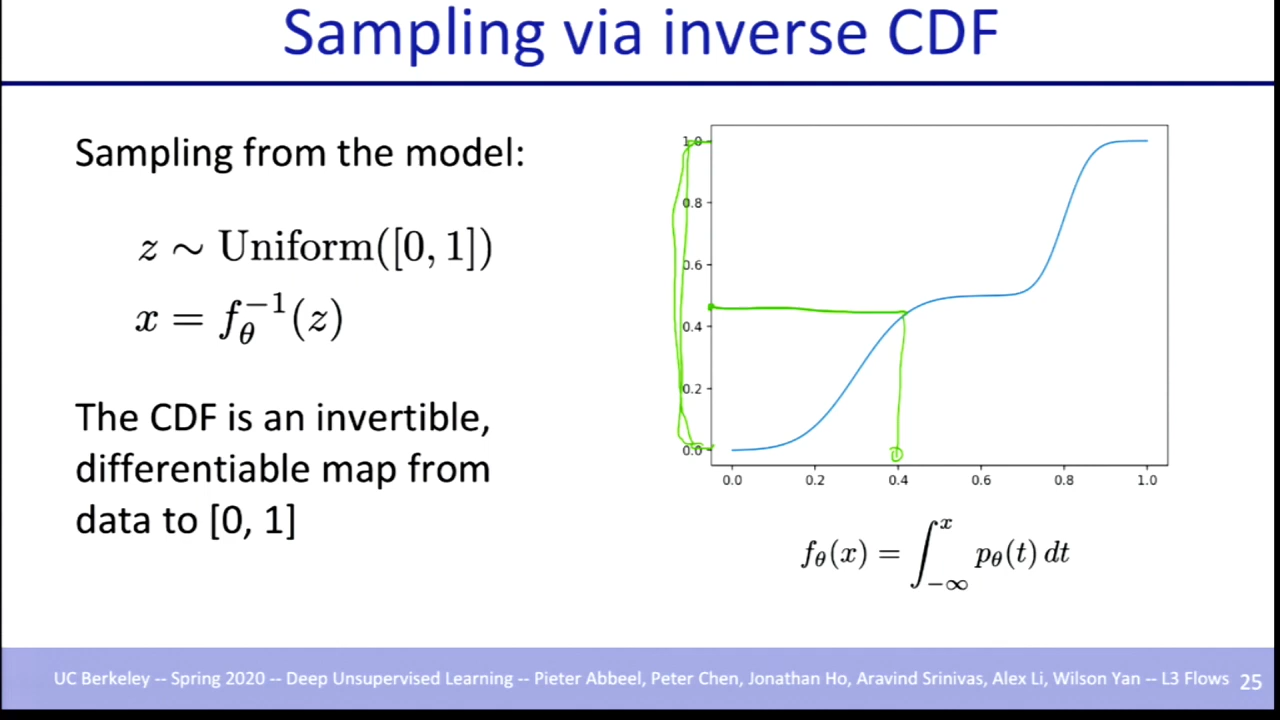 Sampling via inverse CDF
Sampling from the model:
z ∼ Uniform([0, 1])
x = f_θ^{−1}(z)
The CDF is an invertible,
differentiable map from
data to [0, 1]
1.0
0.8
0.6
0.4
0.2
0.0
0.0 0.2 0.4 0.6 0.8 1.0
f_θ(x) = ∫_{−∞}^{x} p_θ(t) dt
UC Berkeley -- Spring 2020 -- Deep Unsupervised Learning -- Pieter Abbeel, Peter Chen, Jonathan Ho, Aravind Srinivas, Alex Li, Wilson Yan -- L3 Flows 25